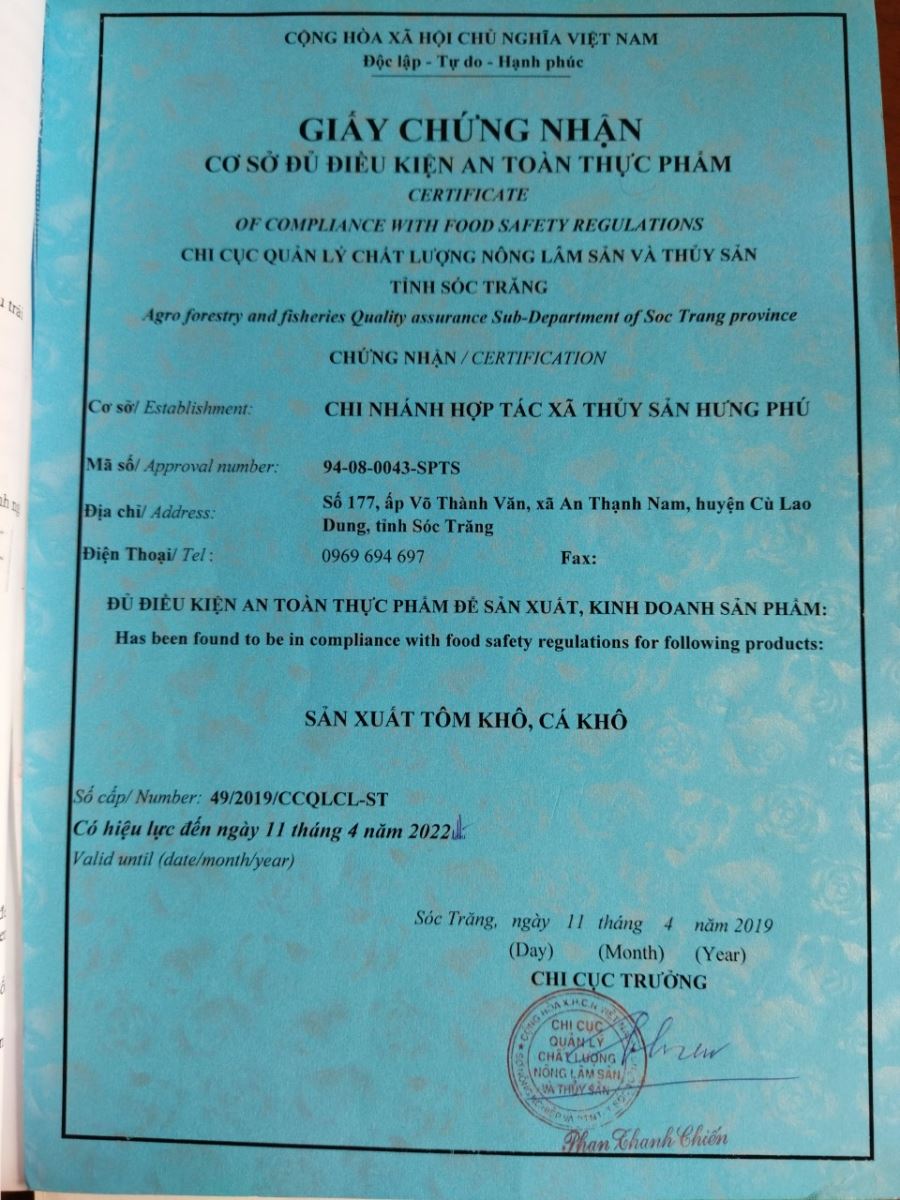 CỘNG HÒA XÃ HỘI CHỦ NGHĨA VIỆT NAM
Độc lập - Tự do - Hạnh phúc
GIẤY CHỨNG NHẬN
CƠ SỞ ĐỦ ĐIỀU KIỆN AN TOÀN THỰC PHẨM
CERTIFICATE
OF COMPLIANCE WITH FOOD SAFETY REGULATIONS
CHI CỤC QUẢN LÝ CHẤT LƯỢNG NÔNG LÂM SẢN VÀ THỦY SẢN
TỈNH SÓC TRĂNG
Agro forestry and fisheries Quality assurance Sub-Department of Soc Trang province
CHỨNG NHẬN / CERTIFICATION
Cơ sở/ Establishment: CHI NHÁNH HỢP TÁC XÃ THỦY SẢN HƯNG PHÚ
Mã số/ Approval number: 94-08-0043-SPTS
Địa chỉ/ Address: Số 177, ấp Võ Thành Văn, xã An Thạnh Nam, huyện Cù Lao
Dung, tỉnh Sóc Trăng
Điện Thoại/ Tel : 0969 694 697 Fax:
ĐỦ ĐIỀU KIỆN AN TOÀN THỰC PHẨM ĐỂ SẢN XUẤT, KINH DOANH SẢN PHẨM:
Has been found to be in compliance with food safety regulations for following products:
SẢN XUẤT TÔM KHÔ, CÁ KHÔ
Số cấp/ Number: 49/2019/CCQLCL-ST
Có hiệu lực đến ngày 11 tháng 4 năm 2022
Valid until (date/month/year)
Sóc Trăng, ngày 11 tháng 4 năm 2019
(Day) (Month) (Year)
CHI CỤC TRƯỞNG
CHI CỤC
QUẢN LÝ
CHẤT LƯỢNG
NÔNG LÂM SẢN
VÀ THỦY SẢN
Phan Thanh Chiến